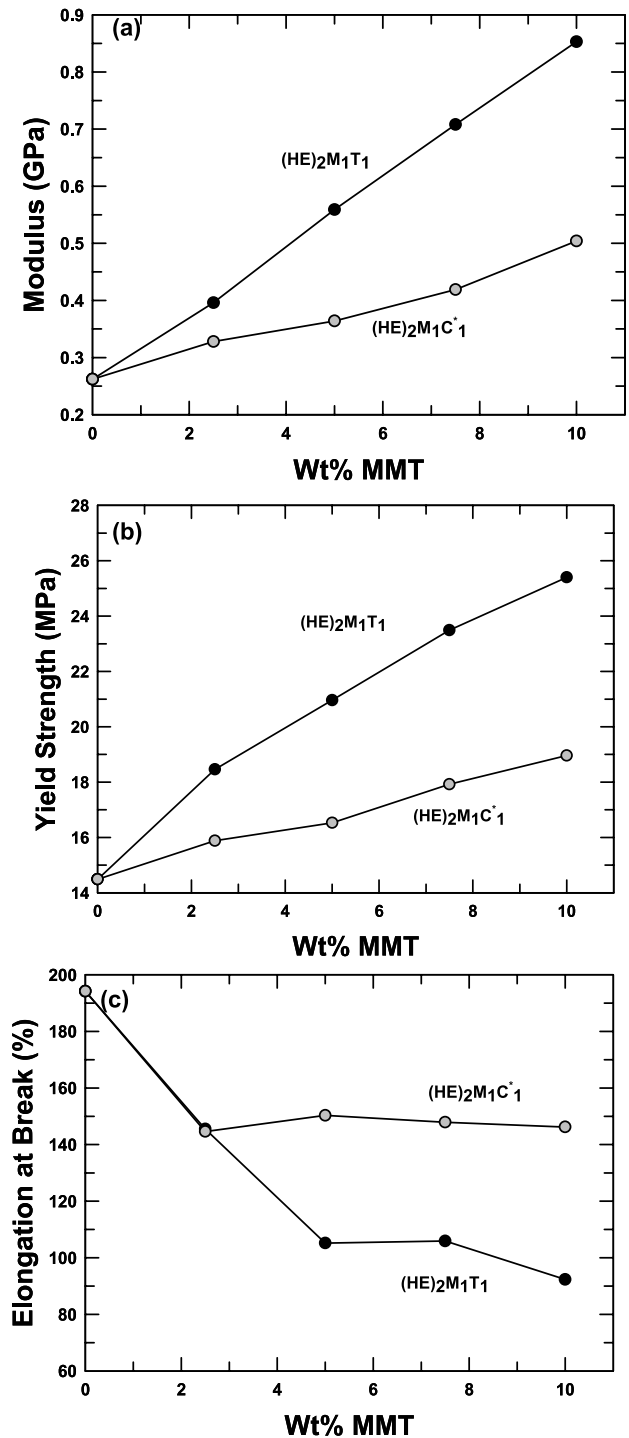 (a)
0.9
0.8
0.7
0.6
0.5
0.4
0.3
0.2
Modulus (GPa)
(HE)₂M₁T₁
(HE)₂M₁C*₁
0 2 4 6 8 10
Wt% MMT
(b)
28
26
24
22
20
18
16
14
Yield Strength (MPa)
(HE)₂M₁T₁
(HE)₂M₁C*₁
0 2 4 6 8 10
Wt% MMT
(c)
200
180
160
140
120
100
80
60
Elongation at Break (%)
(HE)₂M₁C*₁
(HE)₂M₁T₁
0 2 4 6 8 10
Wt% MMT